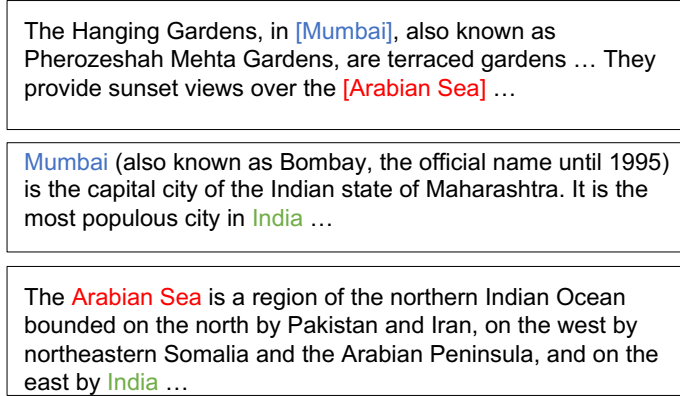 The Hanging Gardens, in [Mumbai], also known as
Pherozeshah Mehta Gardens, are terraced gardens … They
provide sunset views over the [Arabian Sea] …
Mumbai (also known as Bombay, the official name until 1995)
is the capital city of the Indian state of Maharashtra. It is the
most populous city in India …
The Arabian Sea is a region of the northern Indian Ocean
bounded on the north by Pakistan and Iran, on the west by
northeastern Somalia and the Arabian Peninsula, and on the
east by India …